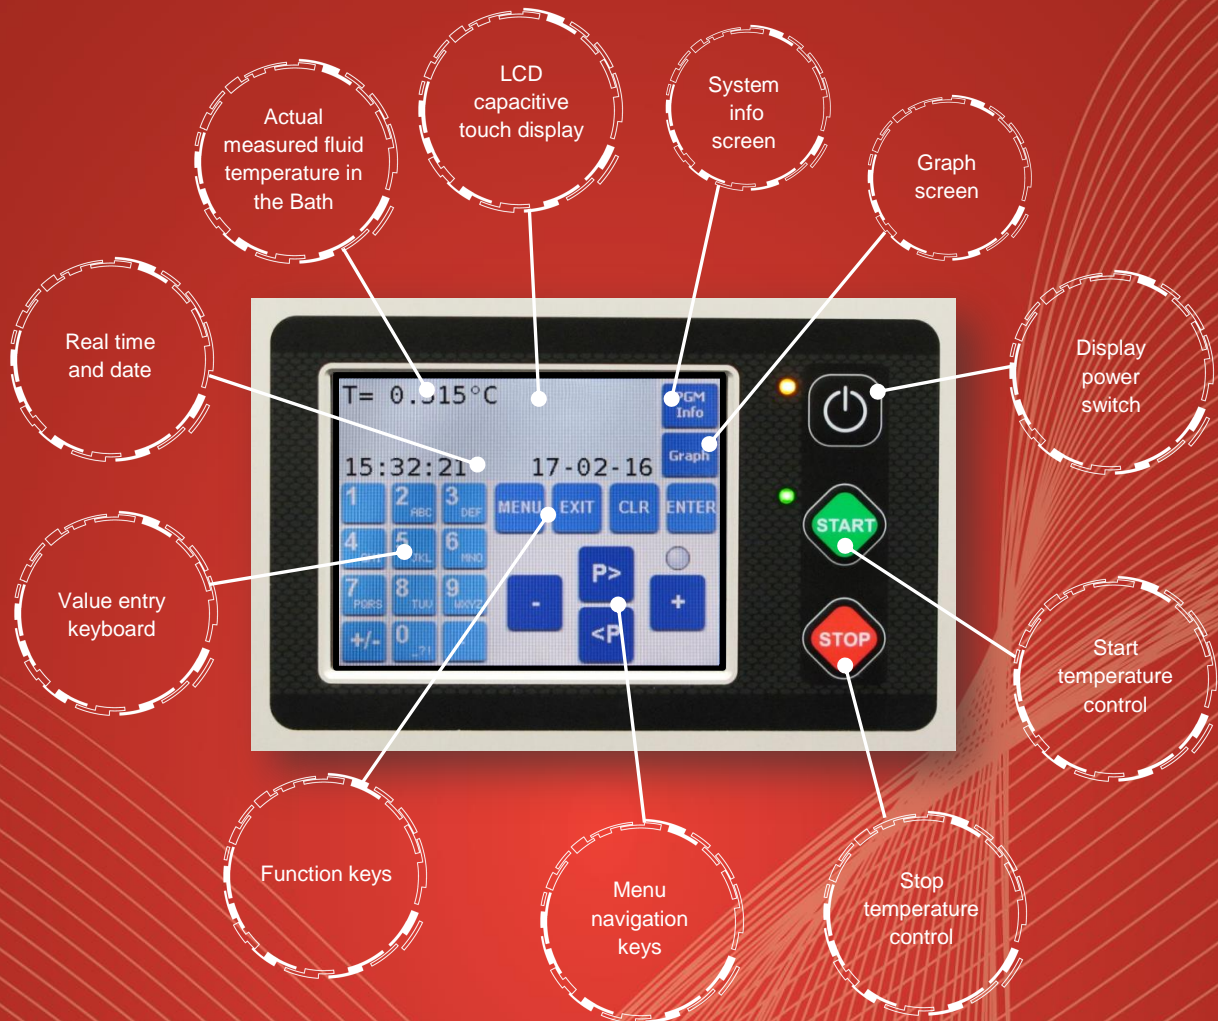 LCD
capacitive
touch display
System
info
screen
Actual
measured fluid
temperature in
the Bath
Graph
screen
Real time
and date
Display
power
switch
Value entry
keyboard
Start
temperature
control
Function keys
Menu
navigation
keys
Stop
temperature
control
T= 0. 15°C
PGM
Info
15:32:21 17-02-16
Graph
1
2 ABC
3 DEF
MENU EXIT CLR ENTER
4
5 JKL
6 MNO
7 PQRS
8 TUV
9 WXYZ
+/-
0 _?!
P>
-
+
<P
START
STOP